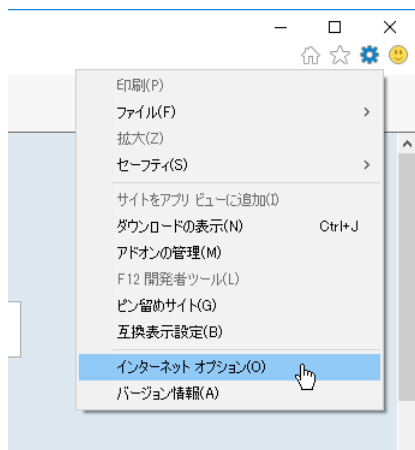 印刷(P)
ファイル(F)
拡大(Z)
セーフティ(S)
サイトをアプリ ビューに追加(I)
ダウンロードの表示(N) Ctrl+J
アドオンの管理(M)
F12 開発者ツール(L)
ピン留めサイト(G)
互換表示設定(B)
インターネット オプション(O)
バージョン情報(A)